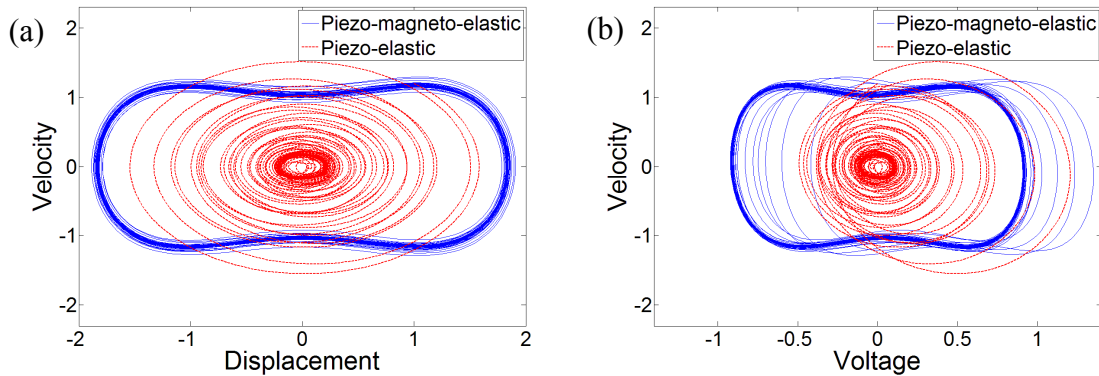 (a)
Piezo-magneto-elastic
Piezo-elastic
Velocity
2
1
0
-1
-2
-2
-1
0
1
2
Displacement
(b)
Piezo-magneto-elastic
Piezo-elastic
Velocity
2
1
0
-1
-2
-1
-0.5
0
0.5
1
Voltage